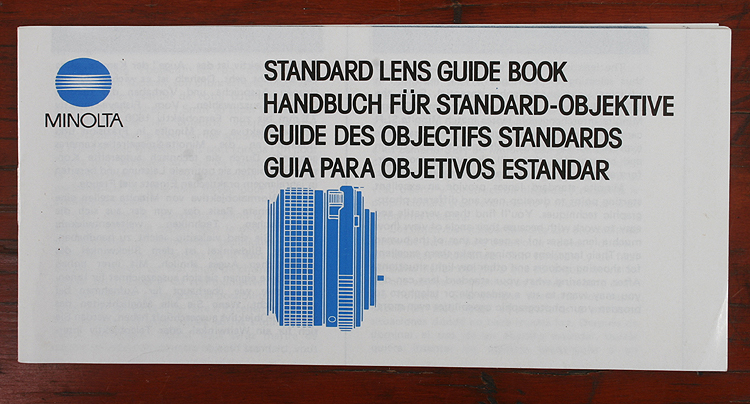 MINOLTA
STANDARD LENS GUIDE BOOK
HANDBUCH FÜR STANDARD-OBJEKTIVE
GUIDE DES OBJECTIFS STANDARDS
GUIA PARA OBJETIVOS ESTANDAR